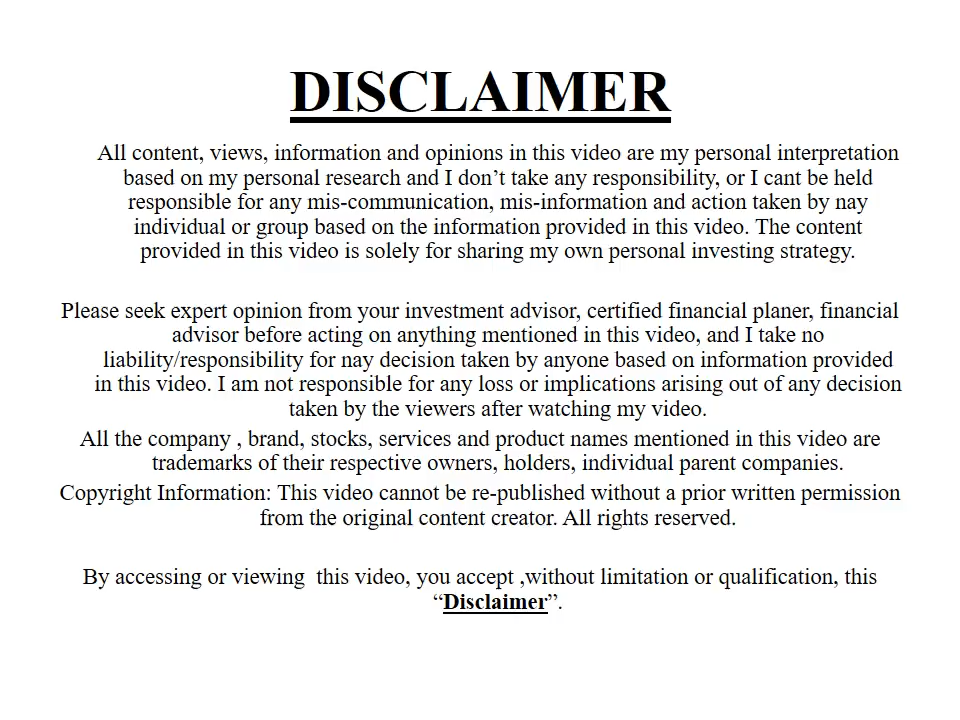 DISCLAIMER
All content, views, information and opinions in this video are my personal interpretation
based on my personal research and I don’t take any responsibility, or I cant be held
responsible for any mis-communication, mis-information and action taken by nay
individual or group based on the information provided in this video. The content
provided in this video is solely for sharing my own personal investing strategy.
Please seek expert opinion from your investment advisor, certified financial planer, financial
advisor before acting on anything mentioned in this video, and I take no
liability/responsibility for nay decision taken by anyone based on information provided
in this video. I am not responsible for any loss or implications arising out of any decision
taken by the viewers after watching my video.
All the company , brand, stocks, services and product names mentioned in this video are
trademarks of their respective owners, holders, individual parent companies.
Copyright Information: This video cannot be re-published without a prior written permission
from the original content creator. All rights reserved.
By accessing or viewing  this video, you accept ,without limitation or qualification, this
“Disclaimer”.